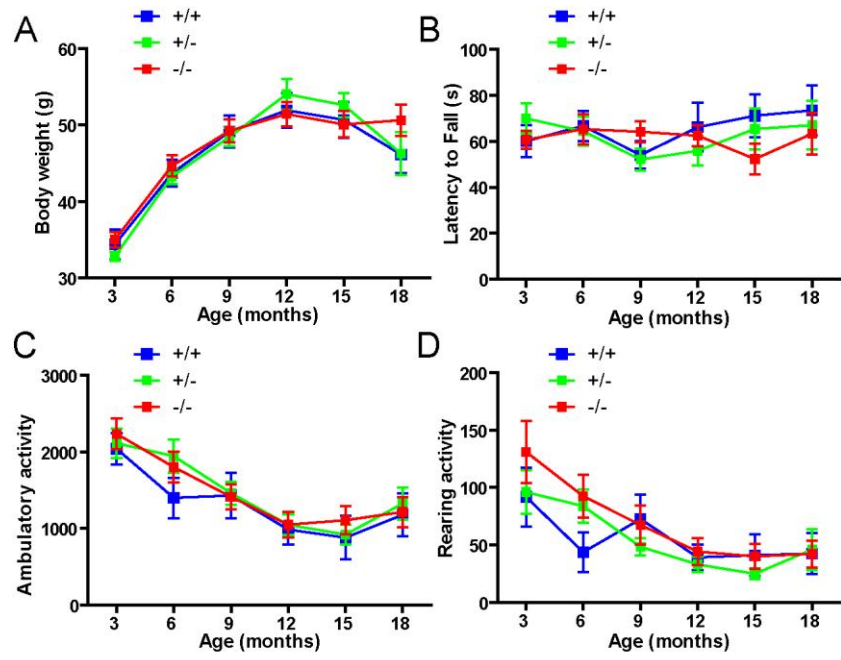 A
+/+
+/-
-/-
Body weight (g)
60
50
40
30
3 6 9 12 15 18
Age (months)
B
+/+
+/-
-/-
Latency to Fall (s)
100
80
60
40
20
0
3 6 9 12 15 18
Age (months)
C
+/+
+/-
-/-
Ambulatory activity
3000
2000
1000
0
3 6 9 12 15 18
Age (months)
D
+/+
+/-
-/-
Rearing activity
200
150
100
50
0
3 6 9 12 15 18
Age (months)